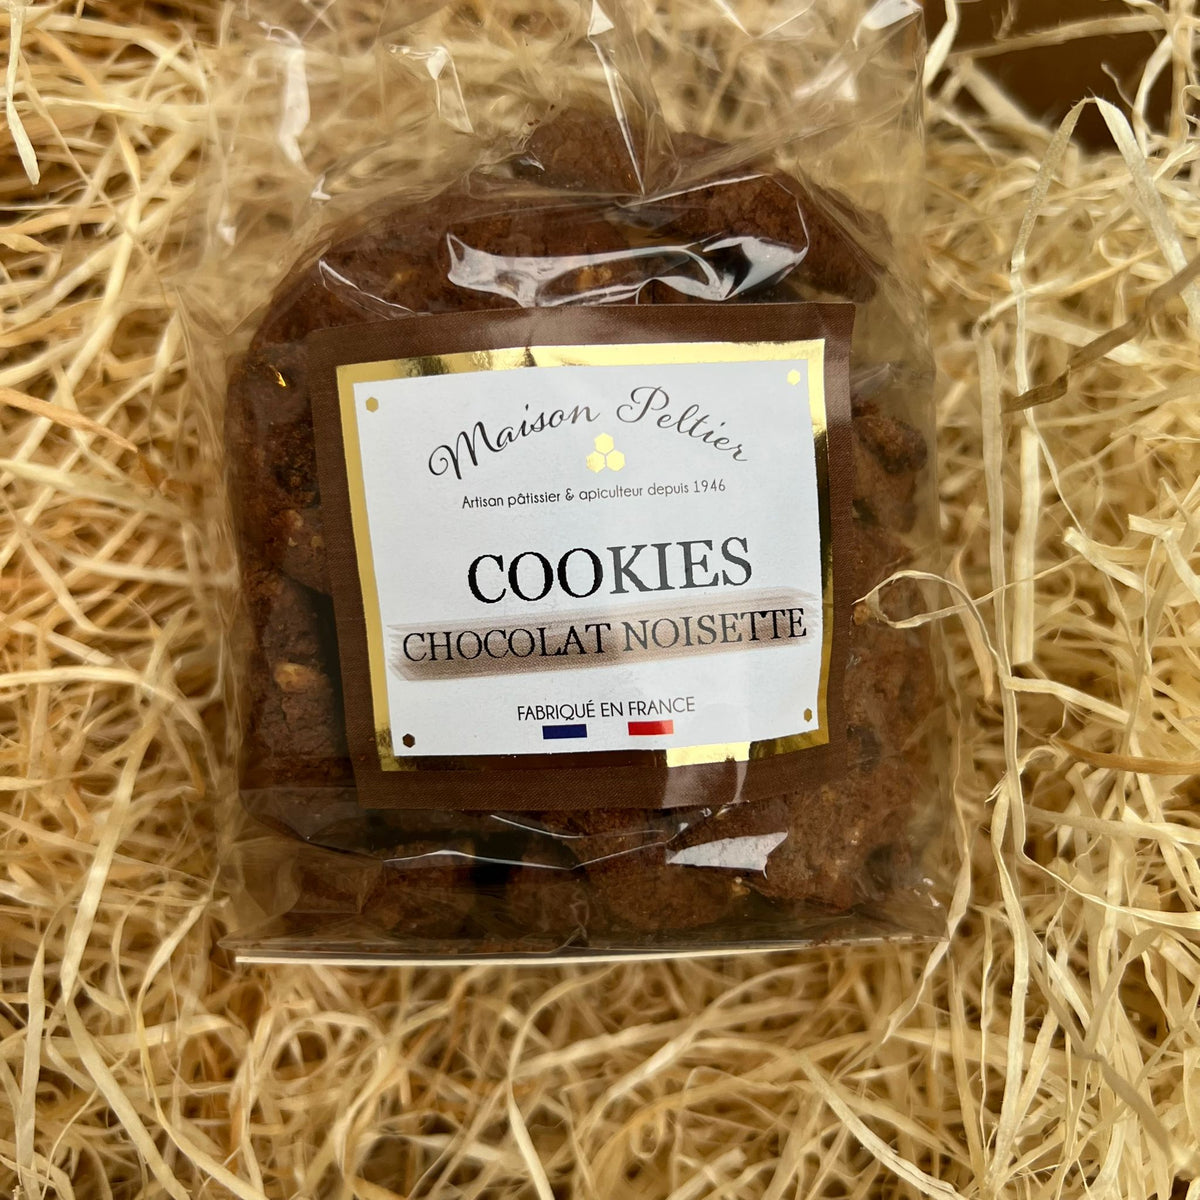 Maison Peltier
Artisan pâtissier & apiculteur depuis 1946
COOKIES
CHOCOLAT NOISETTE
FABRIQUÉ EN FRANCE